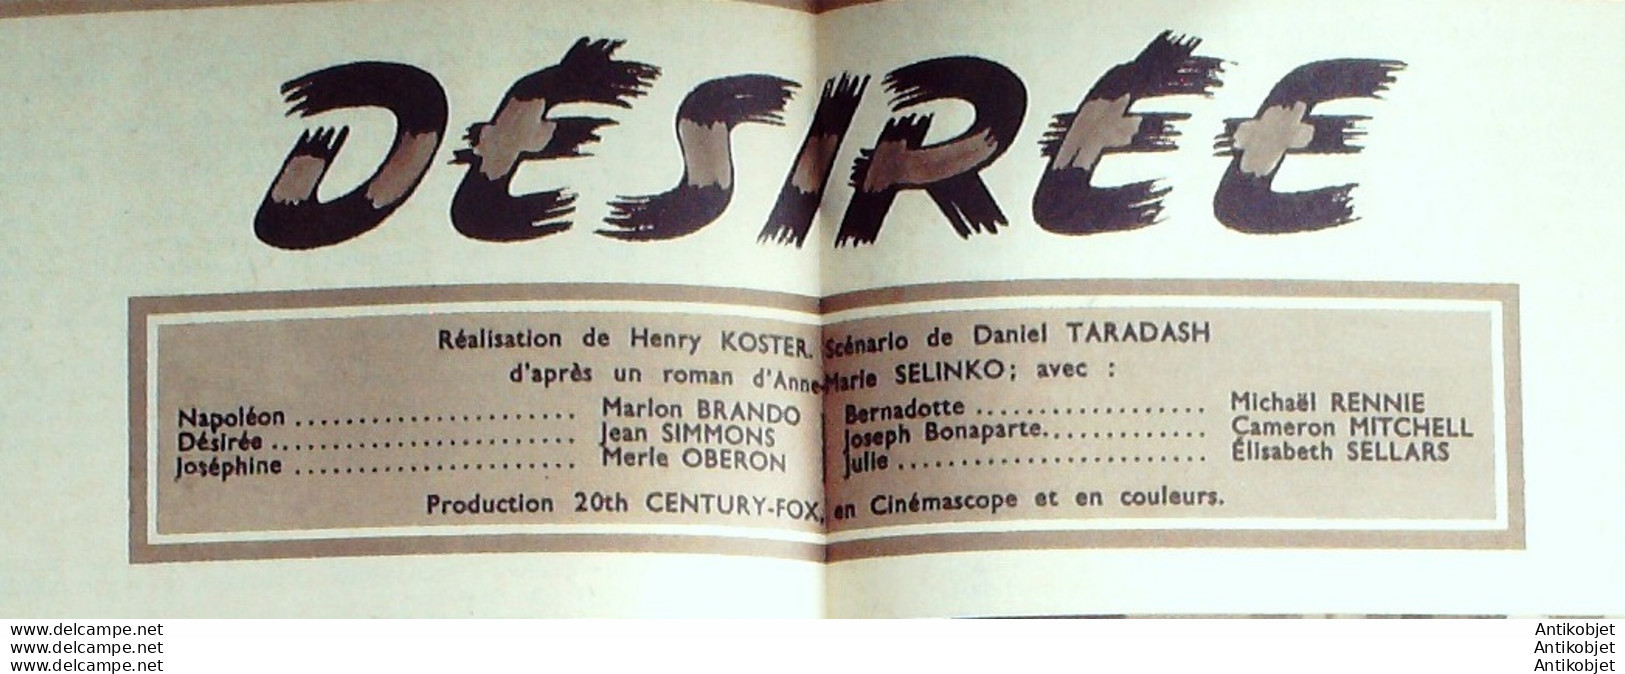 DÉSIRÉE
Réalisation de Henry KOSTER. Scénario de Daniel TARADASH
d'après un roman d'Anne-Marie SELINKO; avec :
Napoléon ...................... Marlon BRANDO
Désirée ........................ Jean SIMMONS
Joséphine ...................... Merle OBERON
Bernadotte .................. Michaël RENNIE
Joseph Bonaparte............. Cameron MITCHELL
Julie ......................... Élisabeth SELLARS
Production 20th CENTURY-FOX, en Cinémascope et en couleurs.
www.delcampe.net
www.delcampe.net
www.delcampe.net
Antikobjet
Antikobjet
Antikobjet